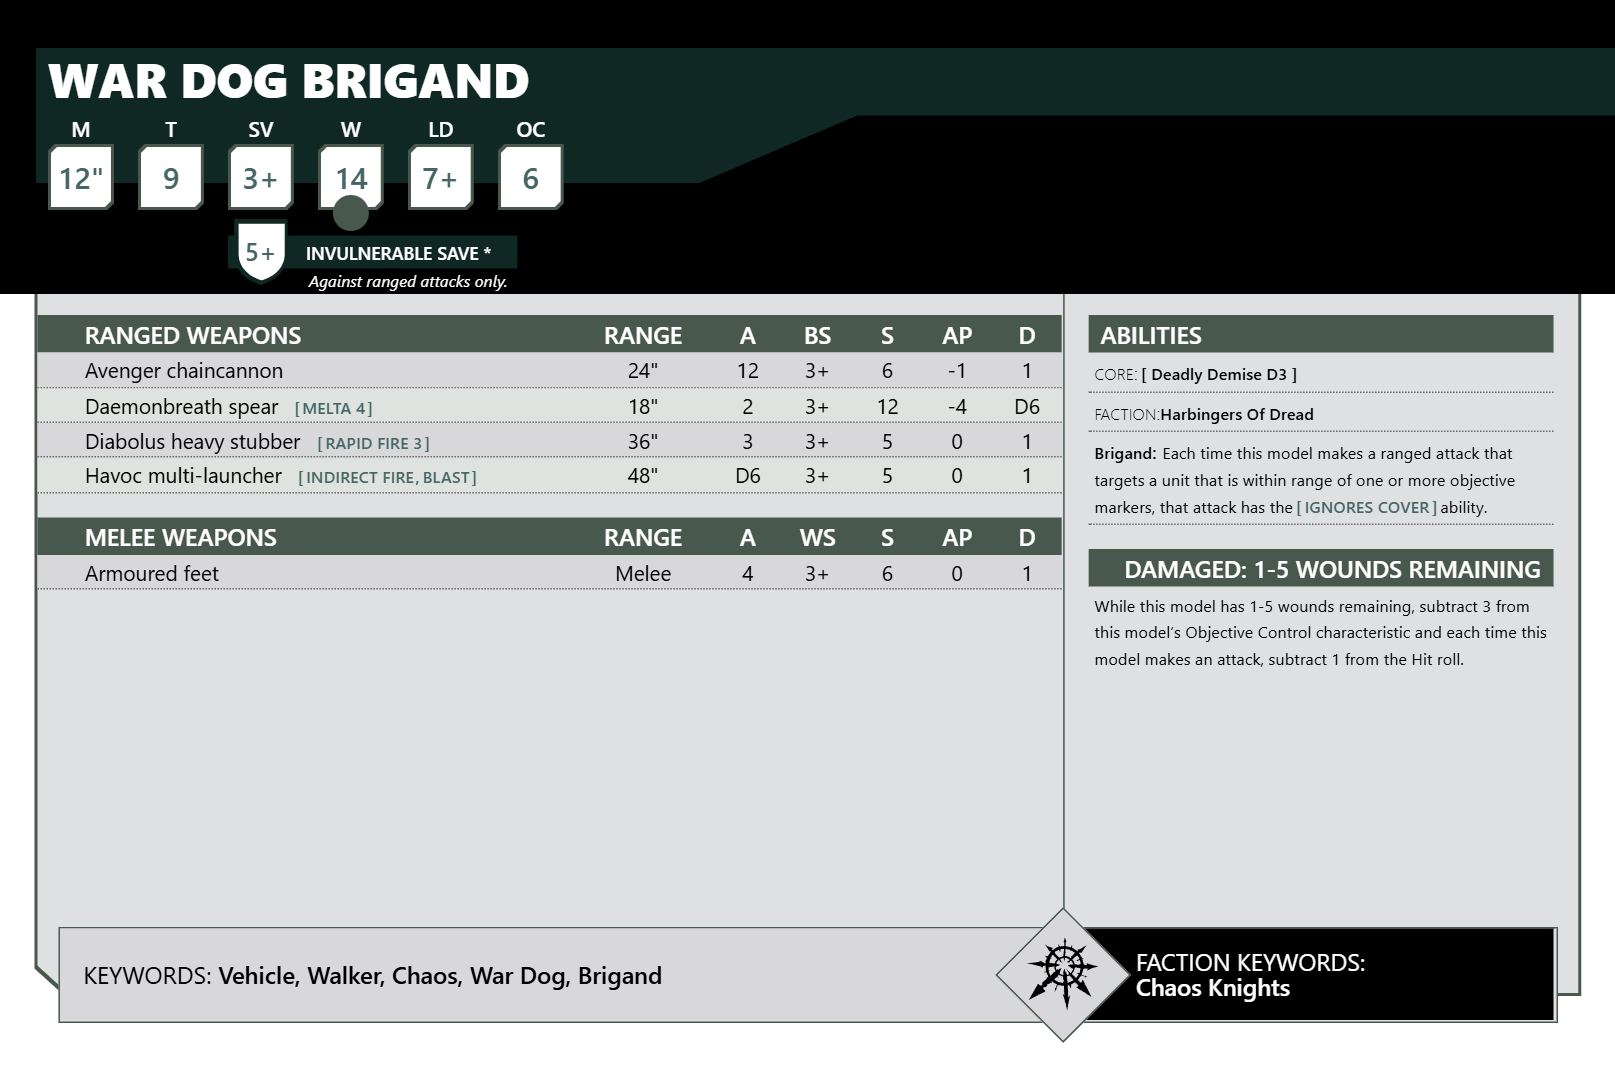 WAR DOG BRIGAND
M T SV W LD OC
12" 9 3+ 14 7+ 6
5+ INVULNERABLE SAVE *
Against ranged attacks only.
RANGED WEAPONS RANGE A BS S AP D
Avenger chaincannon 24" 12 3+ 6 -1 1
Daemonbreath spear [MELTA 4] 18" 2 3+ 12 -4 D6
Diabolus heavy stubber [RAPID FIRE 3] 36" 3 3+ 5 0 1
Havoc multi-launcher [INDIRECT FIRE, BLAST] 48" D6 3+ 5 0 1
MELEE WEAPONS RANGE A WS S AP D
Armoured feet Melee 4 3+ 6 0 1
ABILITIES
CORE: [ Deadly Demise D3 ]
FACTION:Harbingers Of Dread
Brigand: Each time this model makes a ranged attack that
targets a unit that is within range of one or more objective
markers, that attack has the [ IGNORES COVER ] ability.
DAMAGED: 1-5 WOUNDS REMAINING
While this model has 1-5 wounds remaining, subtract 3 from
this model's Objective Control characteristic and each time this
model makes an attack, subtract 1 from the Hit roll.
KEYWORDS: Vehicle, Walker, Chaos, War Dog, Brigand
FACTION KEYWORDS:
Chaos Knights